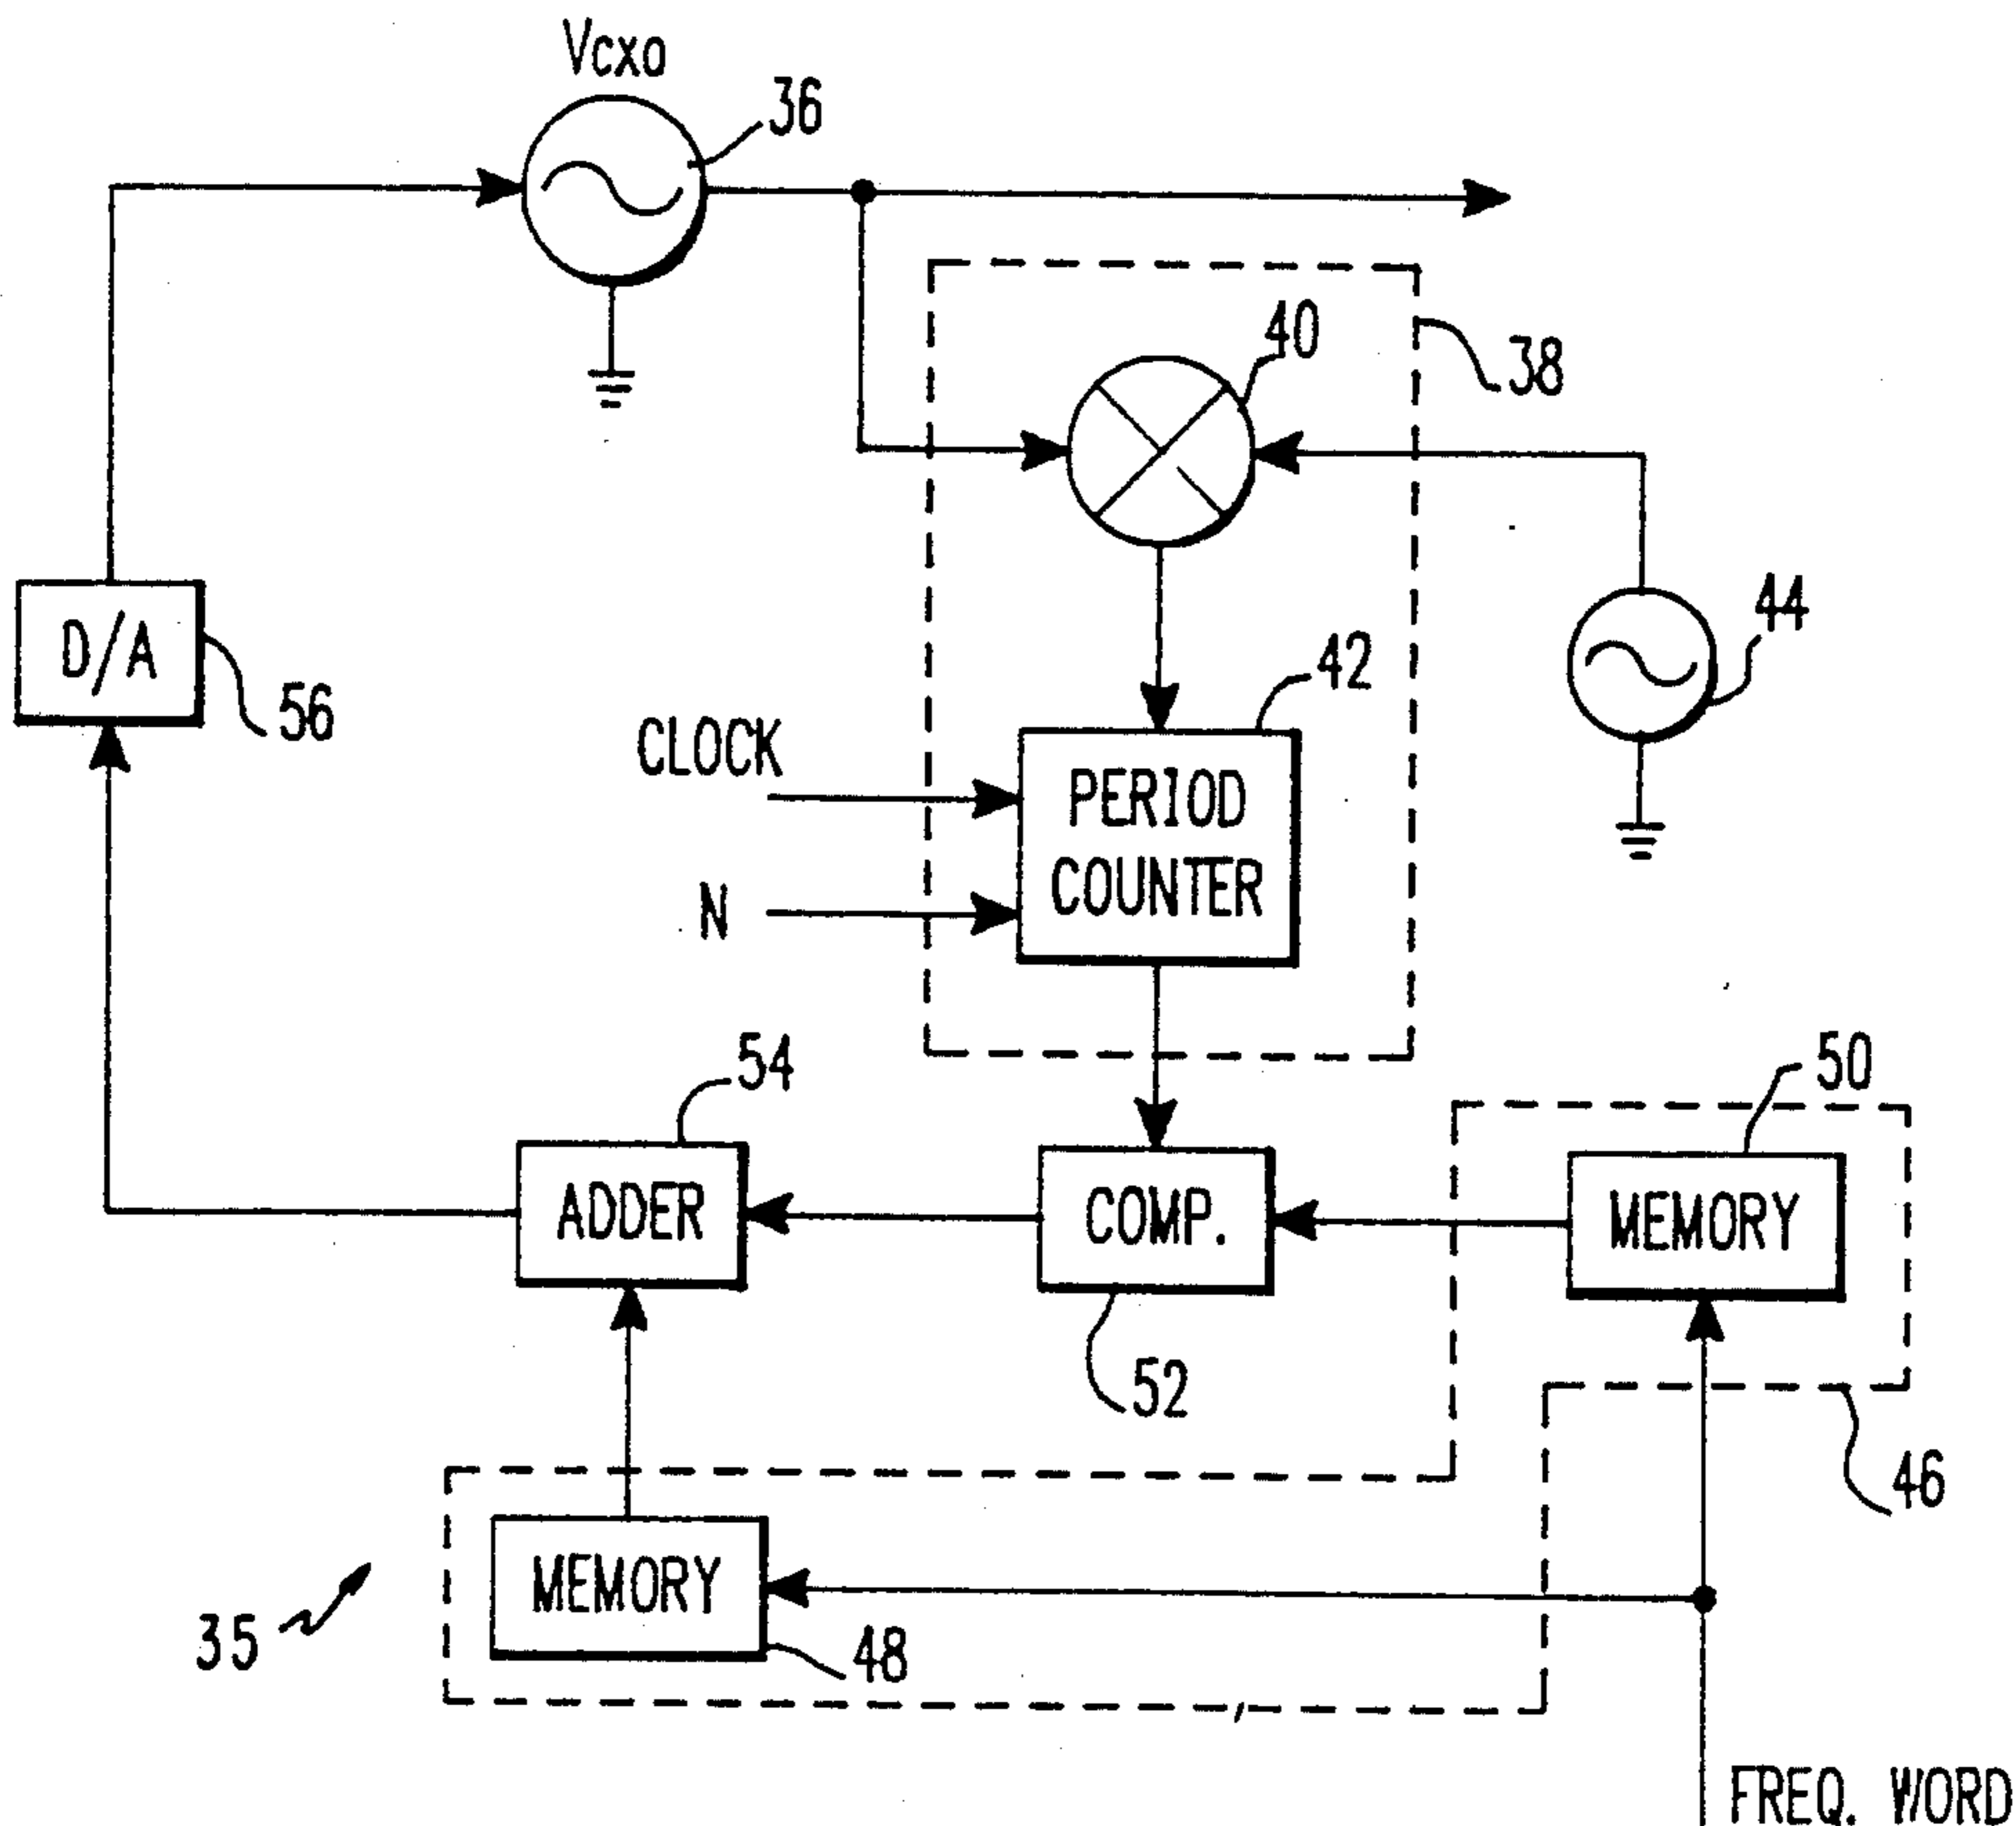 Vcxo
36
40
38
44
D/A
56
42
CLOCK
PERIOD
COUNTER
N
54
50
ADDER
COMP.
MEMORY
52
46
MEMORY
35
48
FREQ. WORD